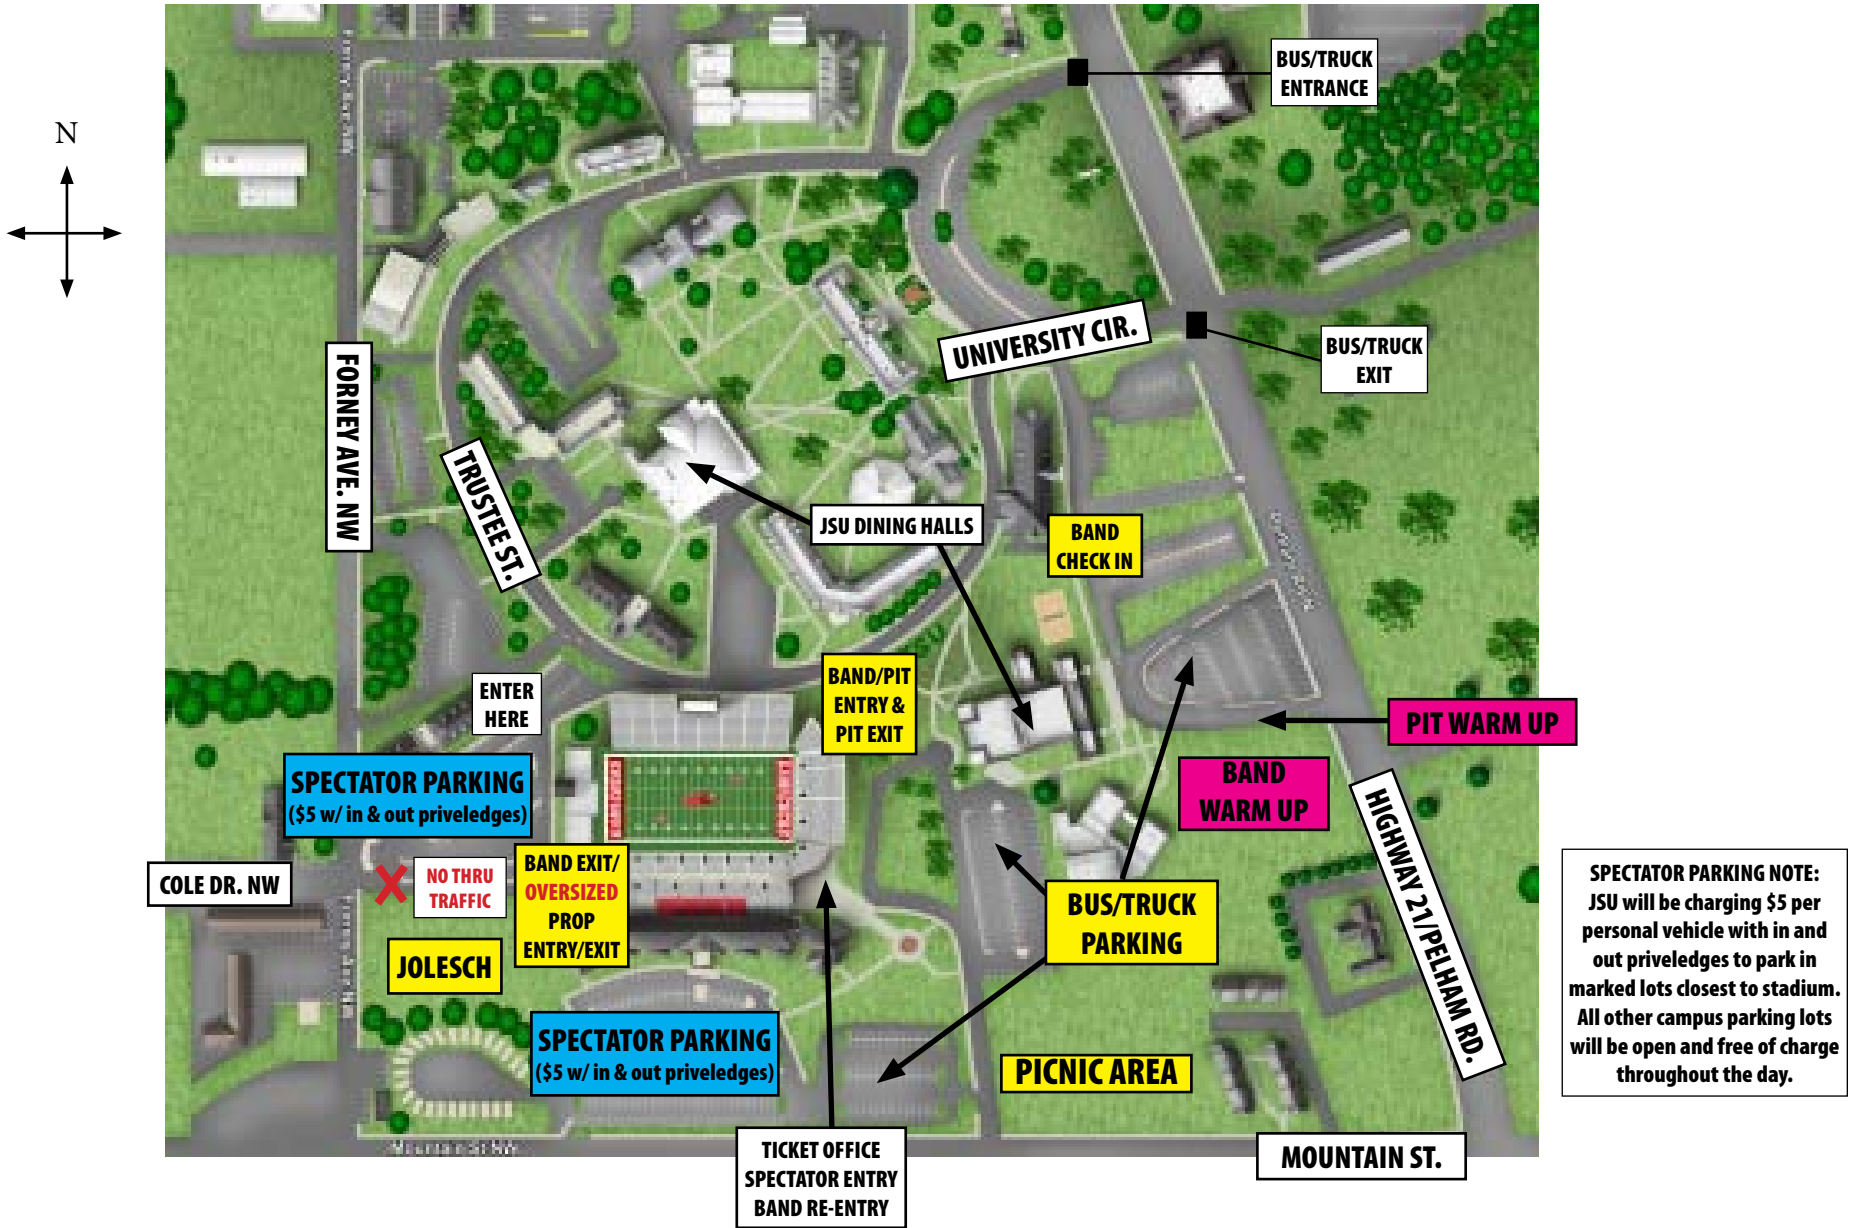 BUS/TRUCK
ENTRANCE
N
UNIVERSITY CIR.
BUS/TRUCK
EXIT
FORNEY AVE. NW
TRUSTEE ST.
JSU DINING HALLS
BAND
CHECK IN
ENTER
HERE
BAND/PIT
ENTRY &
PIT EXIT
PIT WARM UP
SPECTATOR PARKING
($5 w/ in & out priveledges)
BAND
WARM UP
HIGHWAY 21/PELHAM RD.
COLE DR. NW
NO THRU
TRAFFIC
BAND EXIT/
OVERSIZED
PROP
ENTRY/EXIT
BUS/TRUCK
PARKING
JOLESCH
SPECTATOR PARKING NOTE:
JSU will be charging $5 per
personal vehicle with in and
out priveledges to park in
marked lots closest to stadium.
All other campus parking lots
will be open and free of charge
throughout the day.
SPECTATOR PARKING
($5 w/ in & out priveledges)
PICNIC AREA
Mountain St NW
TICKET OFFICE
SPECTATOR ENTRY
BAND RE-ENTRY
MOUNTAIN ST.